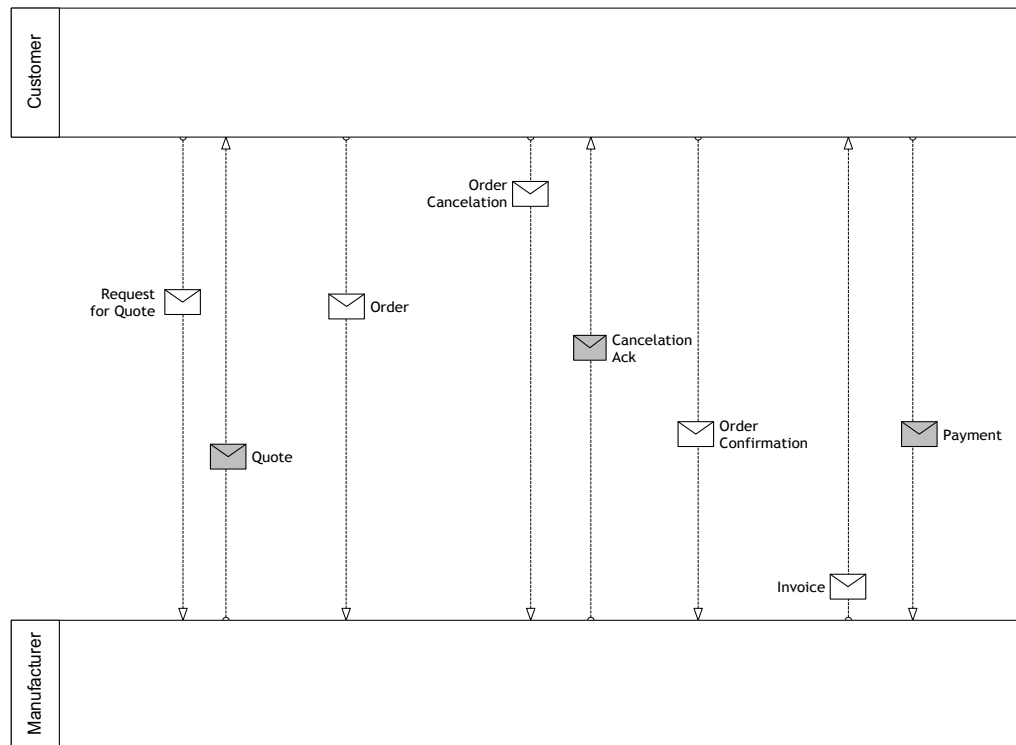 Customer
Order
Cancelation
Request
for Quote
Order
Cancelation
Ack
Order
Confirmation
Payment
Quote
Invoice
Manufacturer